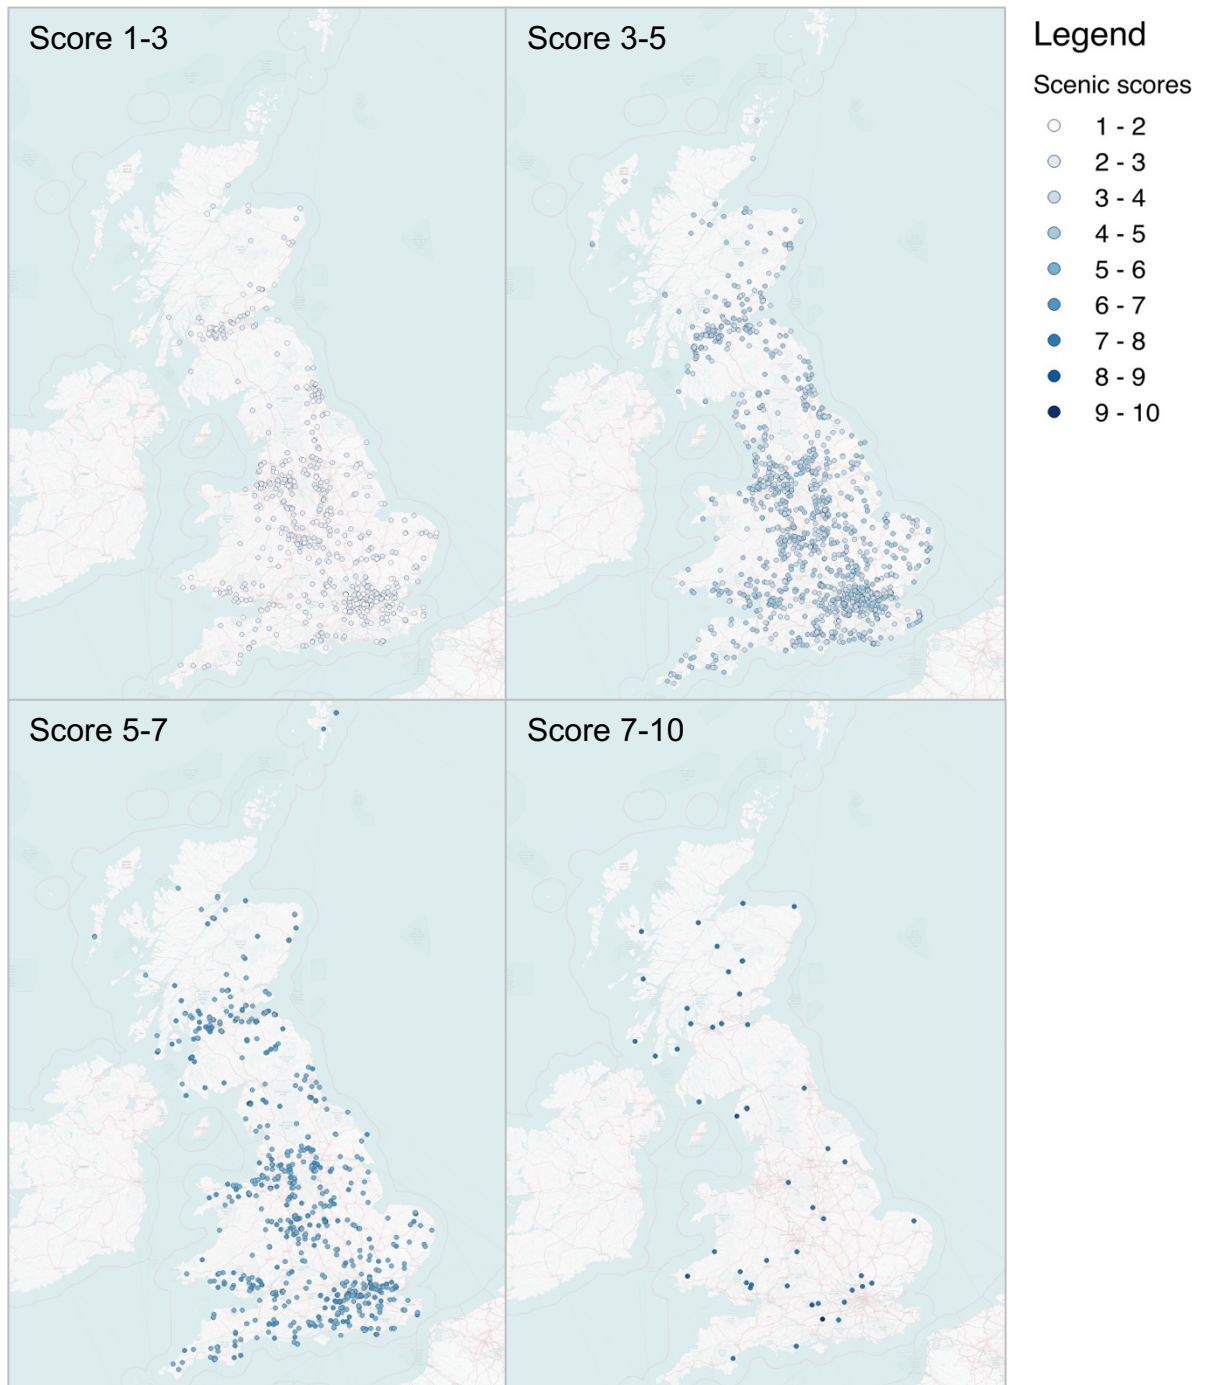 Score 1-3
Score 3-5
Legend
Scenic scores
1 - 2
2 - 3
3 - 4
4 - 5
5 - 6
6 - 7
7 - 8
8 - 9
9 - 10
Score 5-7
Score 7-10